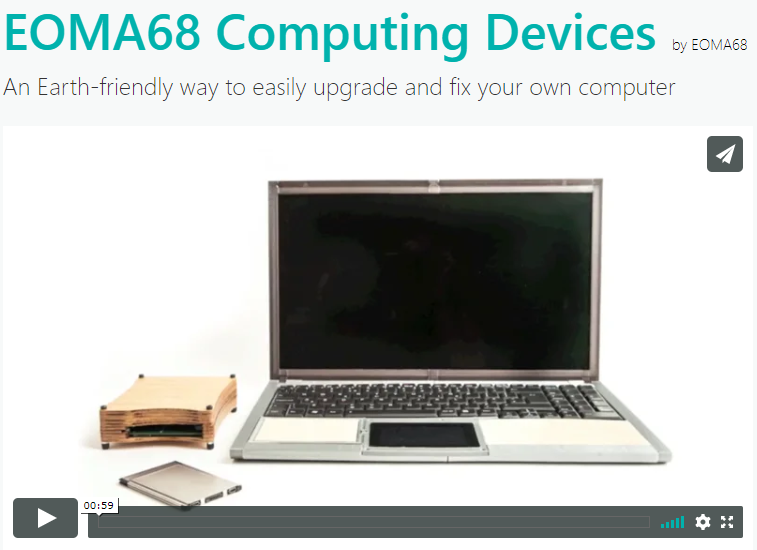 EOMA68 Computing Devices by EOMA68
An Earth-friendly way to easily upgrade and fix your own computer
00:59